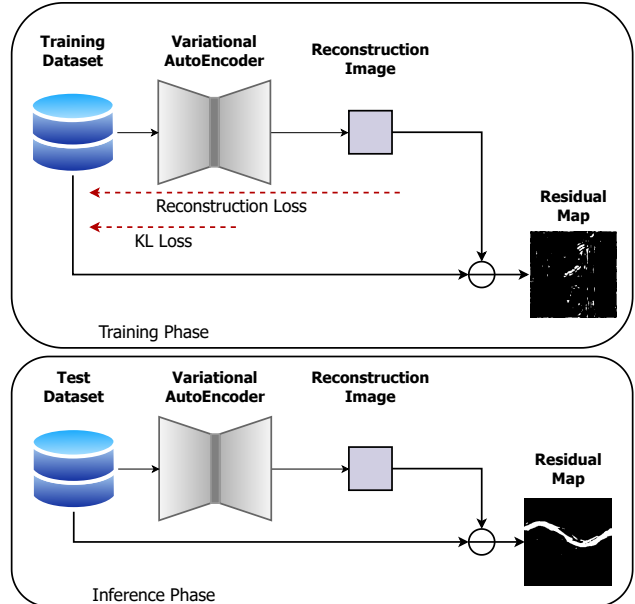 Training
Dataset
Variational
AutoEncoder
Reconstruction
Image
Reconstruction Loss
KL Loss
Residual
Map
Training Phase
Test
Dataset
Variational
AutoEncoder
Reconstruction
Image
Residual
Map
Inference Phase